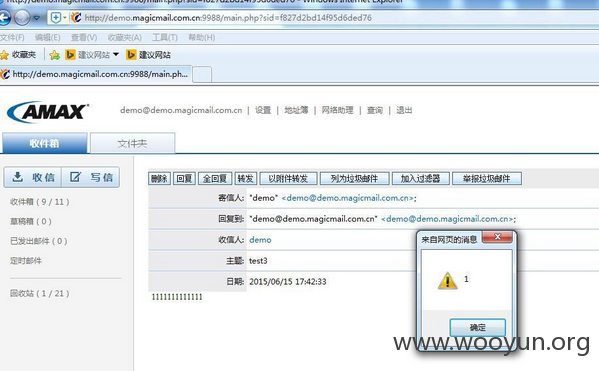 http://demo.magicmail.com.cn:9988/main.php?sid=f827d2bd14f95d6ded76 - Windows Internet Explorer
http://demo.magicmail.com.cn:9988/main.php?sid=f827d2bd14f95d6ded76
文件(F) 编辑(E) 查看(V) 收藏夹(A) 工具(T) 帮助(H)
收藏夹 建议网站 建议网站
http://demo.magicmail.com.cn:9988/main.ph...
AMAX demo@demo.magicmail.com.cn | 设置 | 地址薄 | 网络助理 | 查询 | 退出
收件箱 文件夹
收信 写信
删除 回复 全回复 转发 以附件转发 列为垃圾邮件 加入过滤器 举报垃圾邮件
收件箱 ( 9 / 11 )
草稿箱 ( 0 )
已发出邮件 ( 0 )
定时邮件
回收站 ( 1 / 21 )
寄信人: "demo" <demo@demo.magicmail.com.cn>;
回复到: "demo@demo.magicmail.com.cn" <demo@demo.magicmail.com.cn>;
收信人: demo
主题: test3
日期: 2015/06/15 17:42:33
1111111111111
来自网页的消息
1
确定
www.wooyun.org